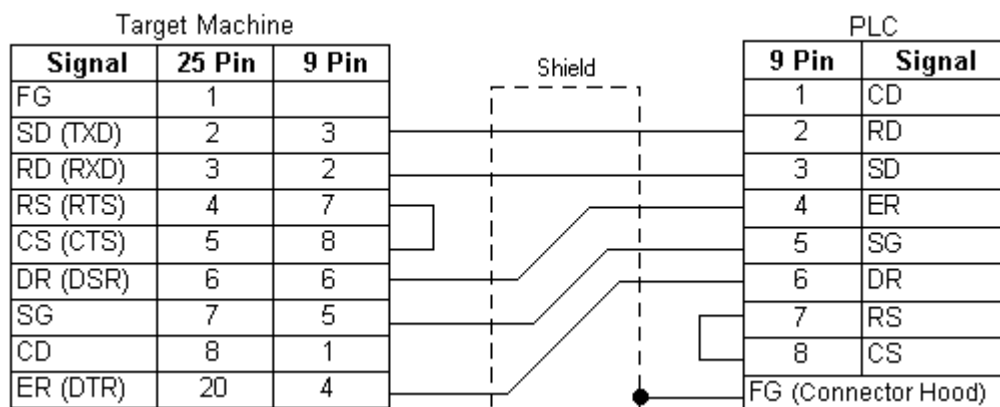 Target Machine
PLC
Signal 25 Pin 9 Pin
Shield
9 Pin Signal
FG 1
1 CD
SD (TXD) 2 3
2 RD
RD (RXD) 3 2
3 SD
RS (RTS) 4 7
4 ER
CS (CTS) 5 8
5 SG
DR (DSR) 6 6
6 DR
SG 7 5
7 RS
CD 8 1
8 CS
ER (DTR) 20 4
FG (Connector Hood)